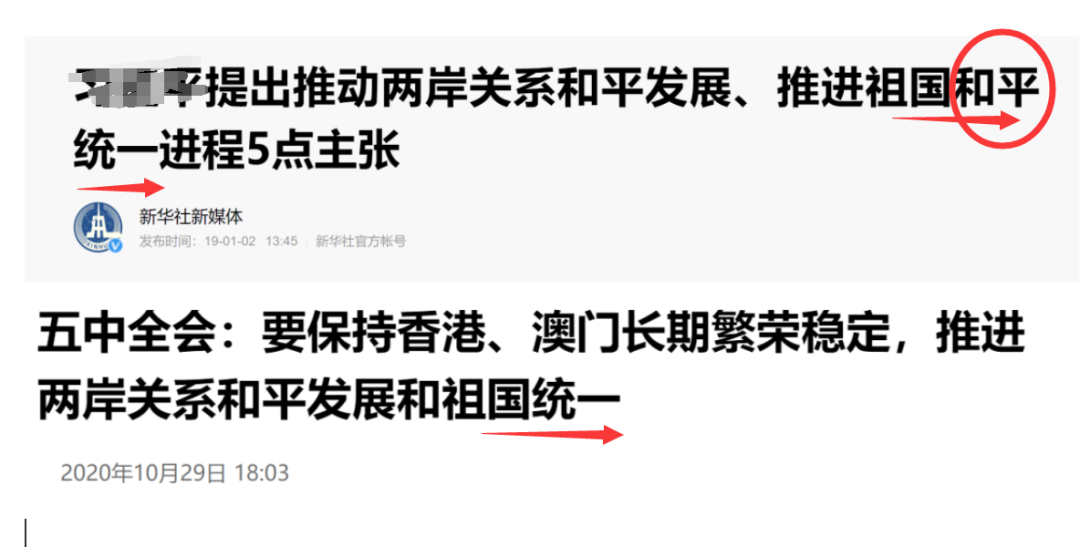 平提出推动两岸关系和平发展、推进祖国和平
统一进程5点主张
新华社新媒体
发布时间：19-01-02 13:45 新华社官方帐号
五中全会：要保持香港、澳门长期繁荣稳定，推进
两岸关系和平发展和祖国统一
2020年10月29日 18:03